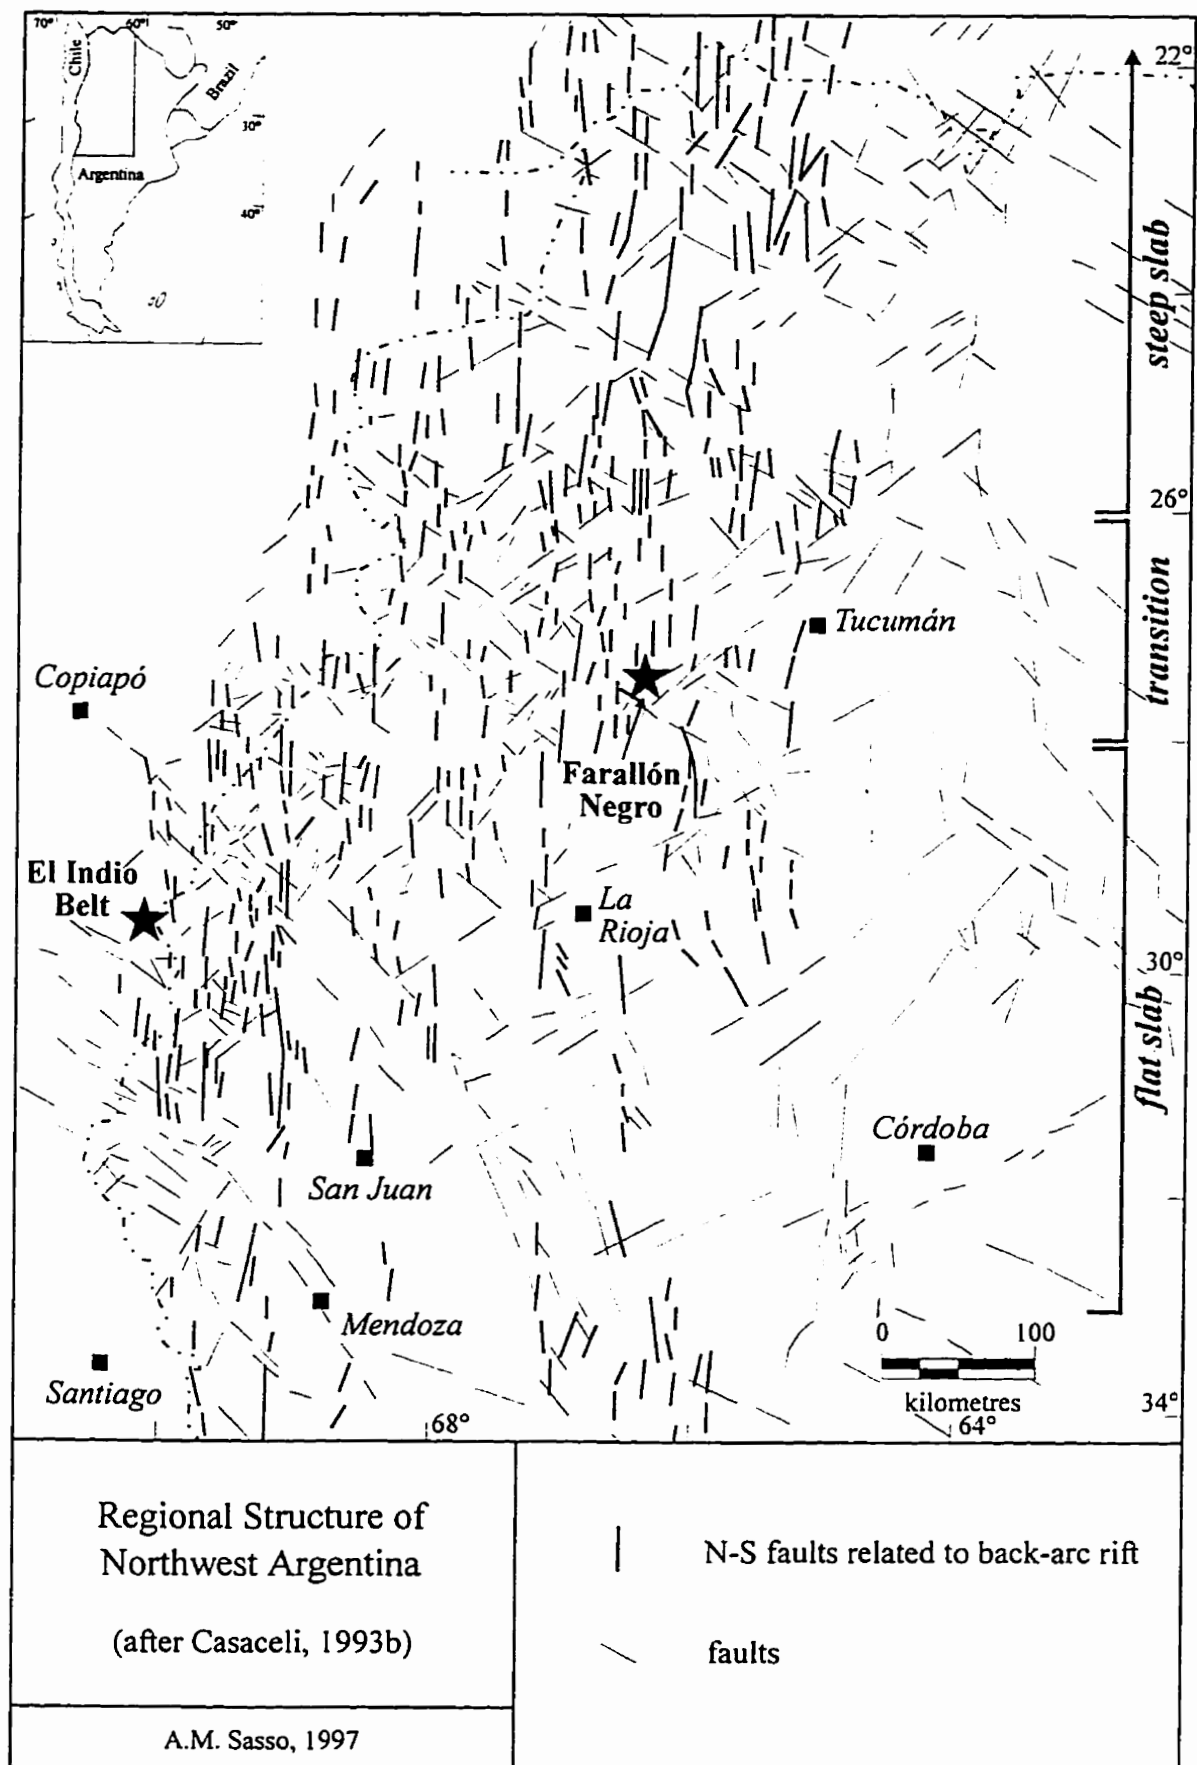 70°
60°
50°
Chile
Brazil
30°
Argentina
40°
22°
steep slab
26°
transition
Tucumán
Copiapó
Farallón
Negro
El Indio
Belt
La
Rioja
30°
flat slab
Córdoba
San Juan
Mendoza
0 100
kilometres
Santiago
34°
68°
64°
Regional Structure of
Northwest Argentina
(after Casaceli, 1993b)
N-S faults related to back-arc rift
faults
A.M. Sasso, 1997